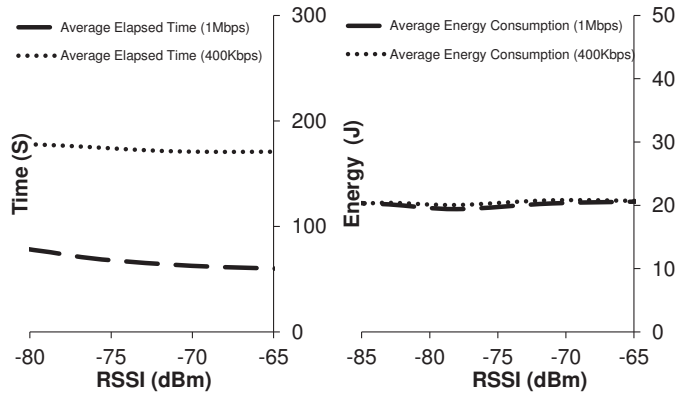 Average Elapsed Time (1Mbps)
Average Elapsed Time (400Kbps)
Time (S)
300
200
100
0
-80
-75
-70
-65
RSSI (dBm)
Average Energy Consumption (1Mbps)
Average Energy Consumption (400Kbps)
Energy (J)
50
40
30
20
10
0
-85
-80
-75
-70
-65
RSSI (dBm)